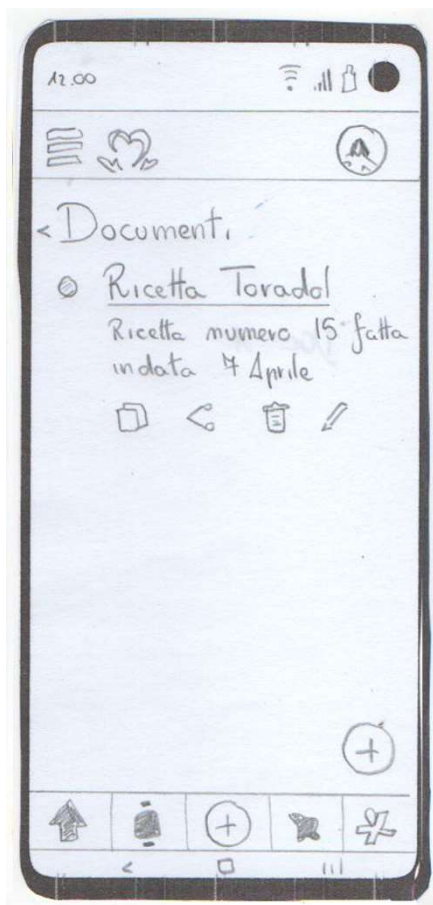 12.00
< Documenti
Ricetta Toradol
Ricetta numero 15 fatta
in data 7 Aprile